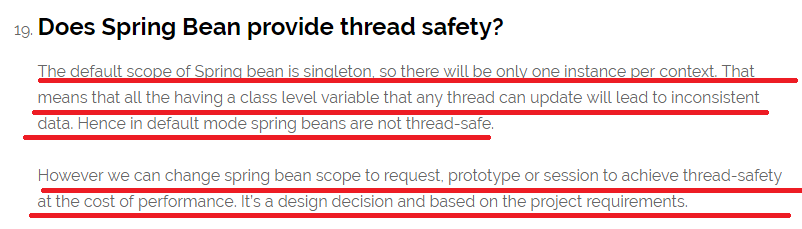 19. Does Spring Bean provide thread safety?
The default scope of Spring bean is singleton, so there will be only one instance per context. That
means that all the having a class level variable that any thread can update will lead to inconsistent
data. Hence in default mode spring beans are not thread-safe.
However we can change spring bean scope to request, prototype or session to achieve thread-safety
at the cost of performance. It's a design decision and based on the project requirements.